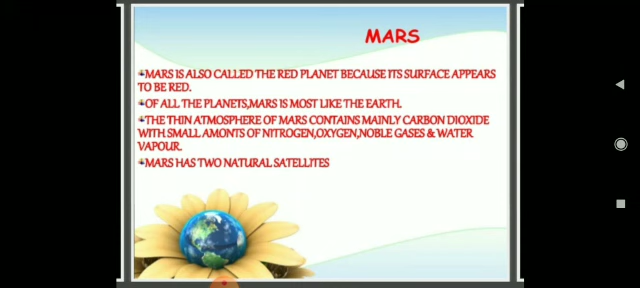 MARS
MARS IS ALSO CALLED THE RED PLANET BECAUSE ITS SURFACE APPEARS
TO BE RED.
OF ALL THE PLANETS,MARS IS MOST LIKE THE EARTH.
THE THIN ATMOSPHERE OF MARS CONTAINS MAINLY CARBON DIOXIDE
WITH SMALL AMONTS OF NITROGEN,OXYGEN,NOBLE GASES & WATER
VAPOUR.
MARS HAS TWO NATURAL SATELLITES